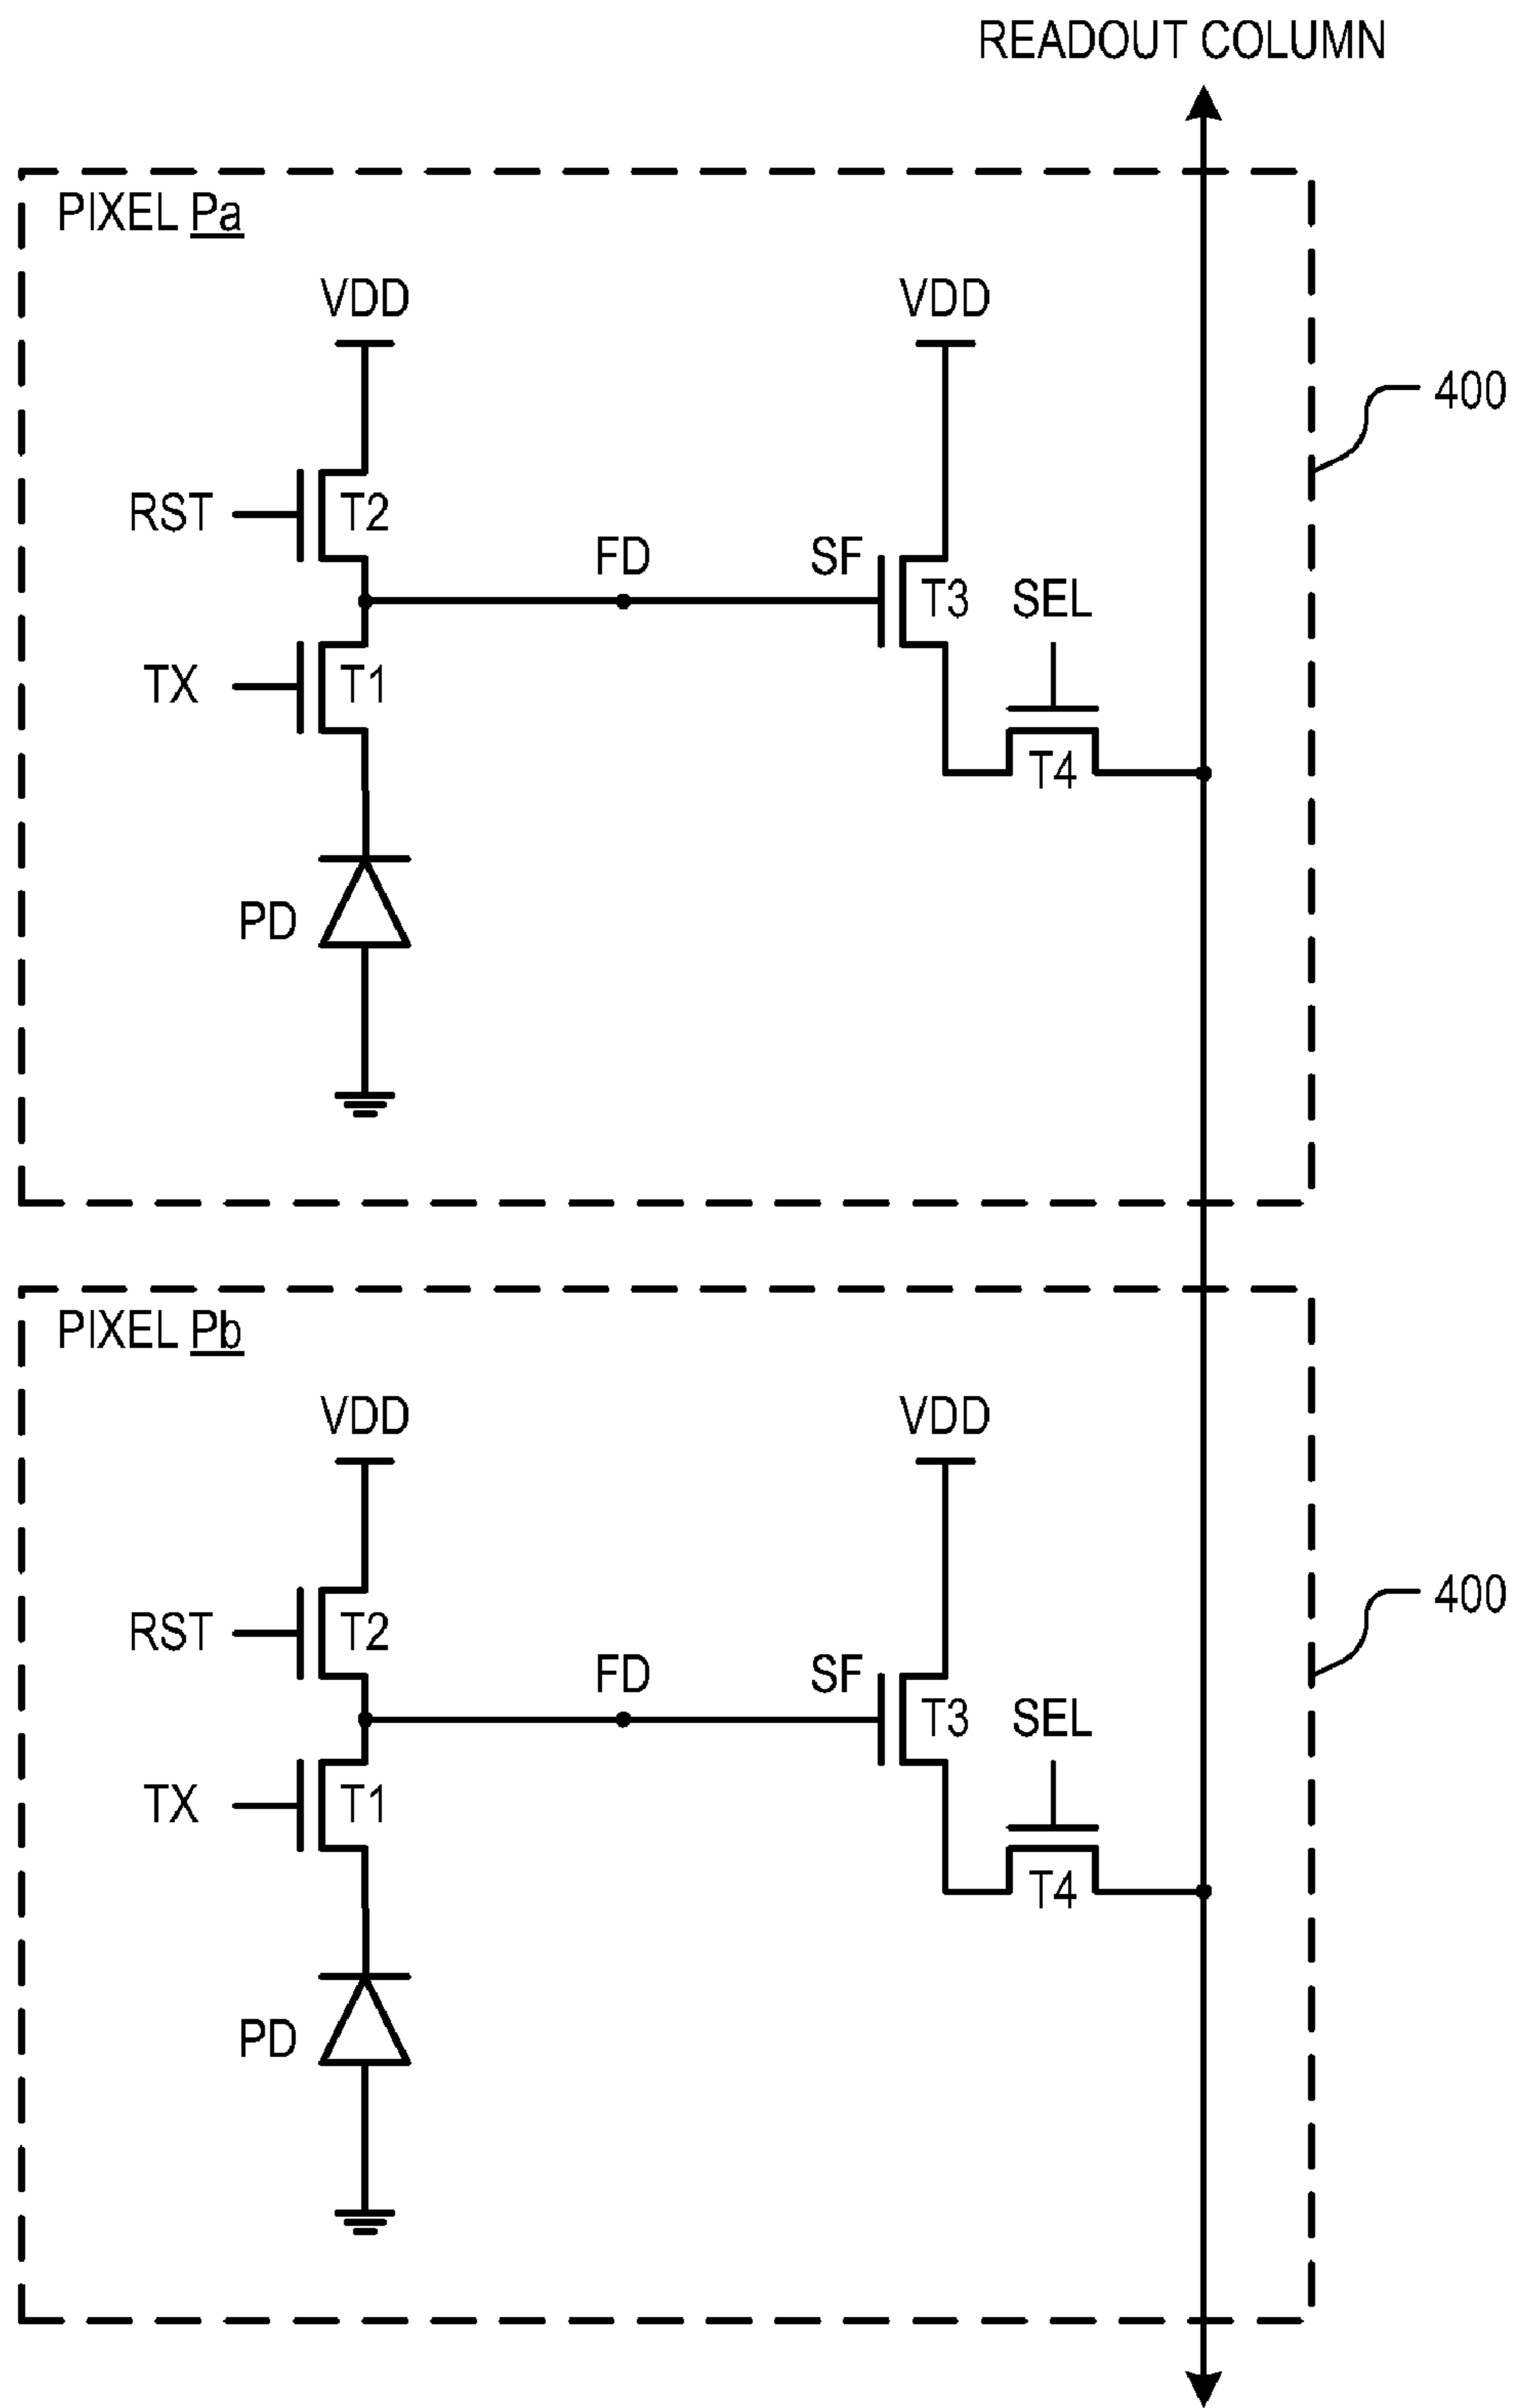 READOUT COLUMN
PIXEL Pa
VDD
VDD
400
RST
T2
FD
SF
T3
SEL
TX
T1
T4
PD
PIXEL Pb
VDD
VDD
400
RST
T2
FD
SF
T3
SEL
TX
T1
T4
PD